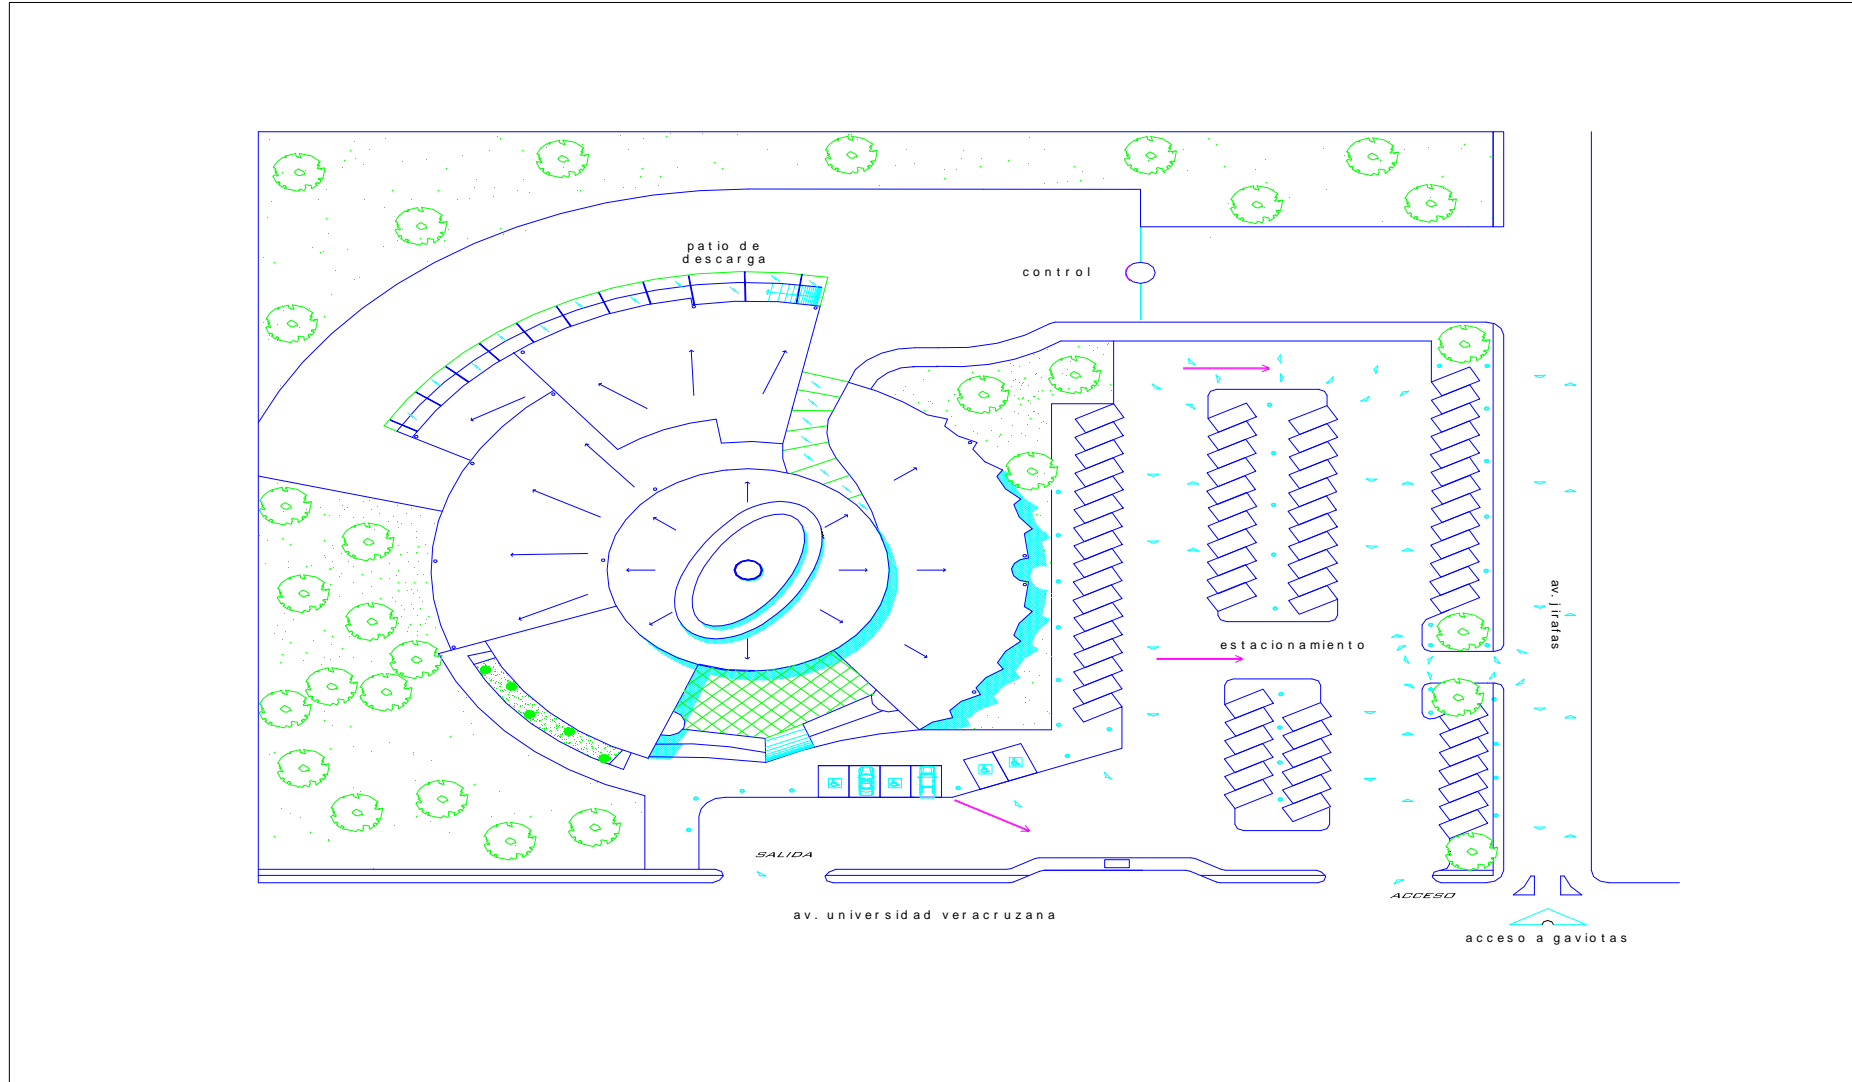 patio de
descarga
control
estacionamiento
av. jirafas
SALIDA
ACCESO
av. universidad veracruzana
acceso a gaviotas